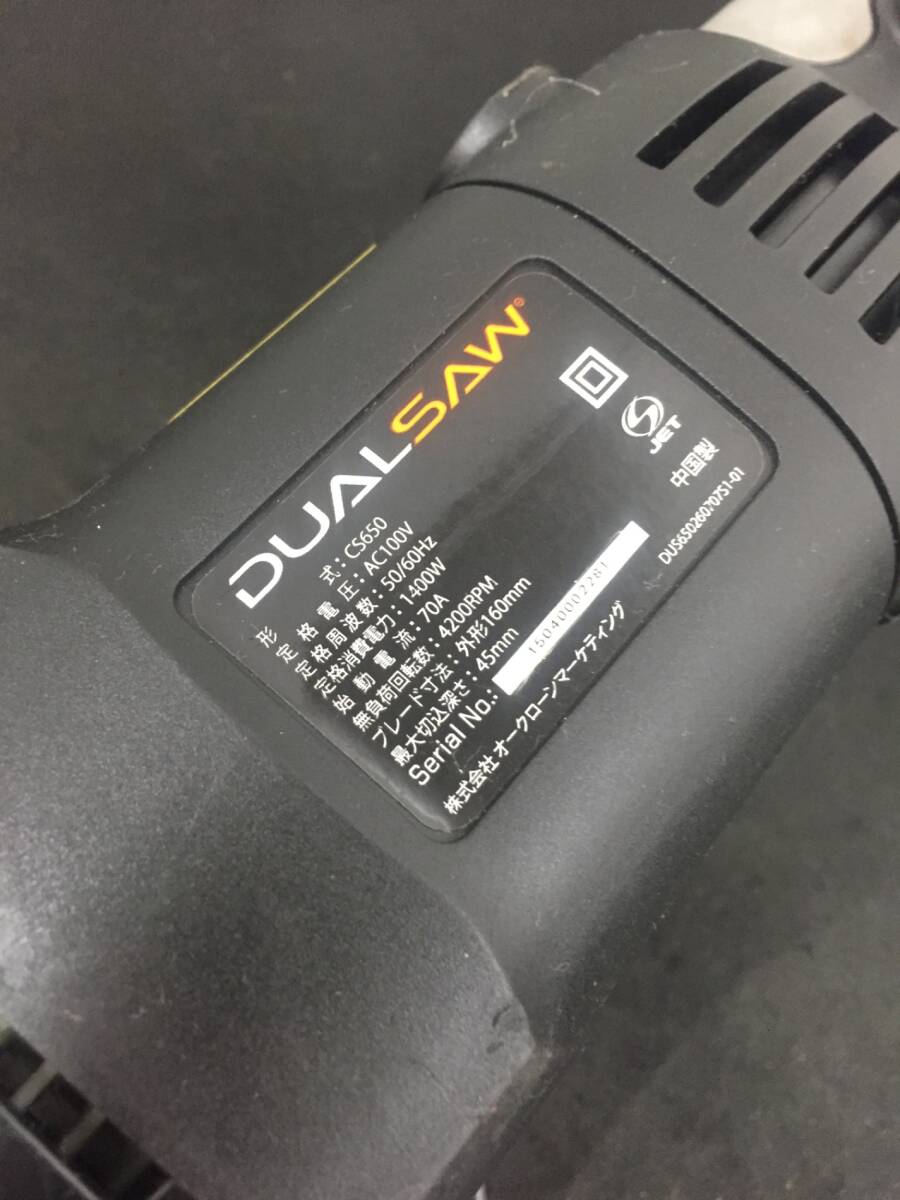 DUALSAW®
形式：CS650
定格電圧：AC100V
定格周波数：50/60Hz
定格消費電力：1400W
始動電流：70A
無負荷回転数：4200RPM
ブレード寸法：外形160mm
最大切込深さ：45mm
Serial No.: 15040002281
株式会社 オークローンマーケティング
JET
中国製
DUS650260707S1-01